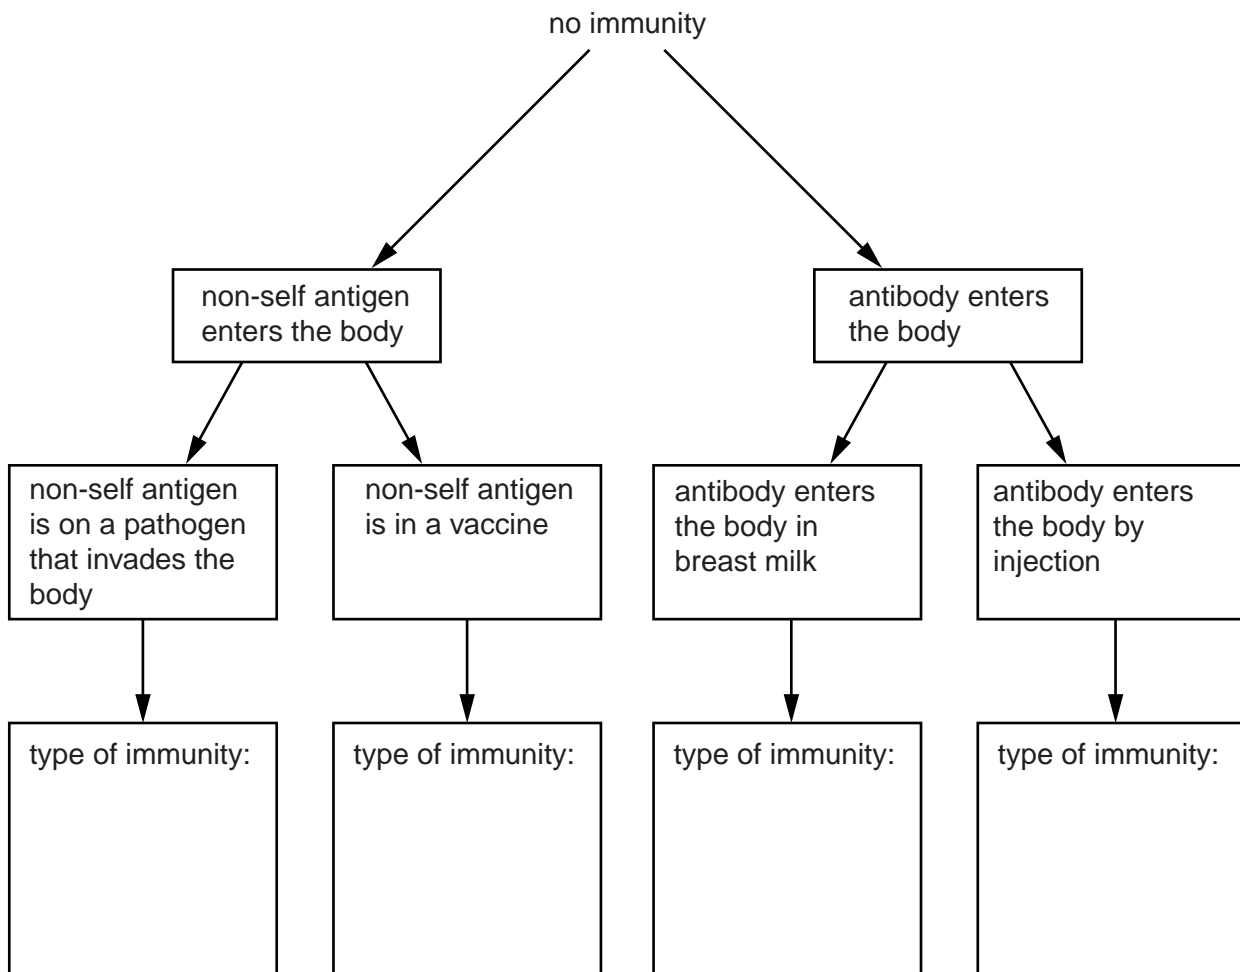 no immunity
non-self antigen
enters the body
antibody enters
the body
non-self antigen
is on a pathogen
that invades the
body
non-self antigen
is in a vaccine
antibody enters
the body in
breast milk
antibody enters
the body by
injection
type of immunity:
type of immunity:
type of immunity:
type of immunity: